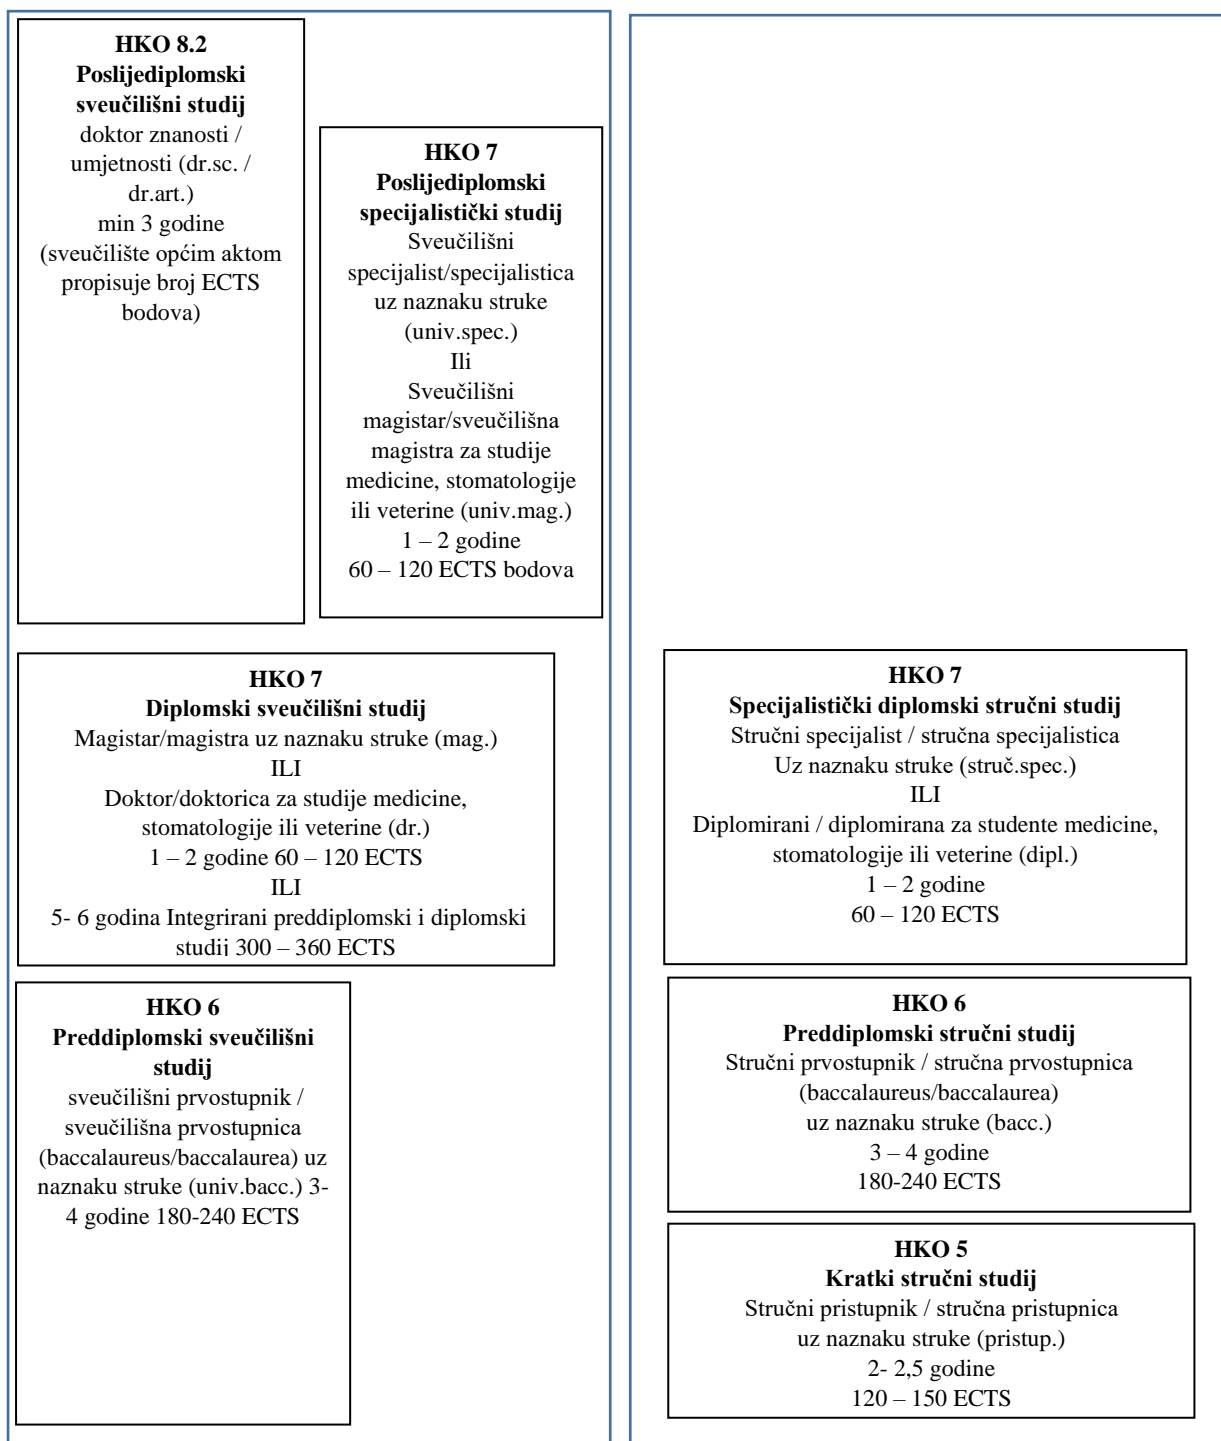 HKO 8.2
Poslijediplomski
sveučilišni studij
doktor znanosti /
umjetnosti (dr.sc. /
dr.art.)
min 3 godine
(sveučilište općim aktom
propisuje broj ECTS
bodova)
HKO 7
Poslijediplomski
specijalistički studij
Sveučilišni
specijalist/specijalistica
uz naznaku struke
(univ.spec.)
Ili
Sveučilišni
magistar/sveučilišna
magistra za studije
medicine, stomatologije
ili veterine (univ.mag.)
1 – 2 godine
60 – 120 ECTS bodova
HKO 7
Diplomski sveučilišni studij
Magistar/magistra uz naznaku struke (mag.)
ILI
Doktor/doktorica za studije medicine,
stomatologije ili veterine (dr.)
1 – 2 godine 60 – 120 ECTS
ILI
5- 6 godina Integrirani preddiplomski i diplomski
studij 300 – 360 ECTS
HKO 6
Preddiplomski sveučilišni
studij
sveučilišni prvostupnik /
sveučilišna prvostupnica
(baccalaureus/baccalaurea) uz
naznaku struke (univ.bacc.) 3-
4 godine 180-240 ECTS
HKO 7
Specijalistički diplomski stručni studij
Stručni specijalist / stručna specijalistica
Uz naznaku struke (struč.spec.)
ILI
Diplomirani / diplomirana za studente medicine,
stomatologije ili veterine (dipl.)
1 – 2 godine
60 – 120 ECTS
HKO 6
Preddiplomski stručni studij
Stručni prvostupnik / stručna prvostupnica
(baccalaureus/baccalaurea)
uz naznaku struke (bacc.)
3 – 4 godine
180-240 ECTS
HKO 5
Kratki stručni studij
Stručni pristupnik / stručna pristupnica
uz naznaku struke (pristup.)
2- 2,5 godine
120 – 150 ECTS